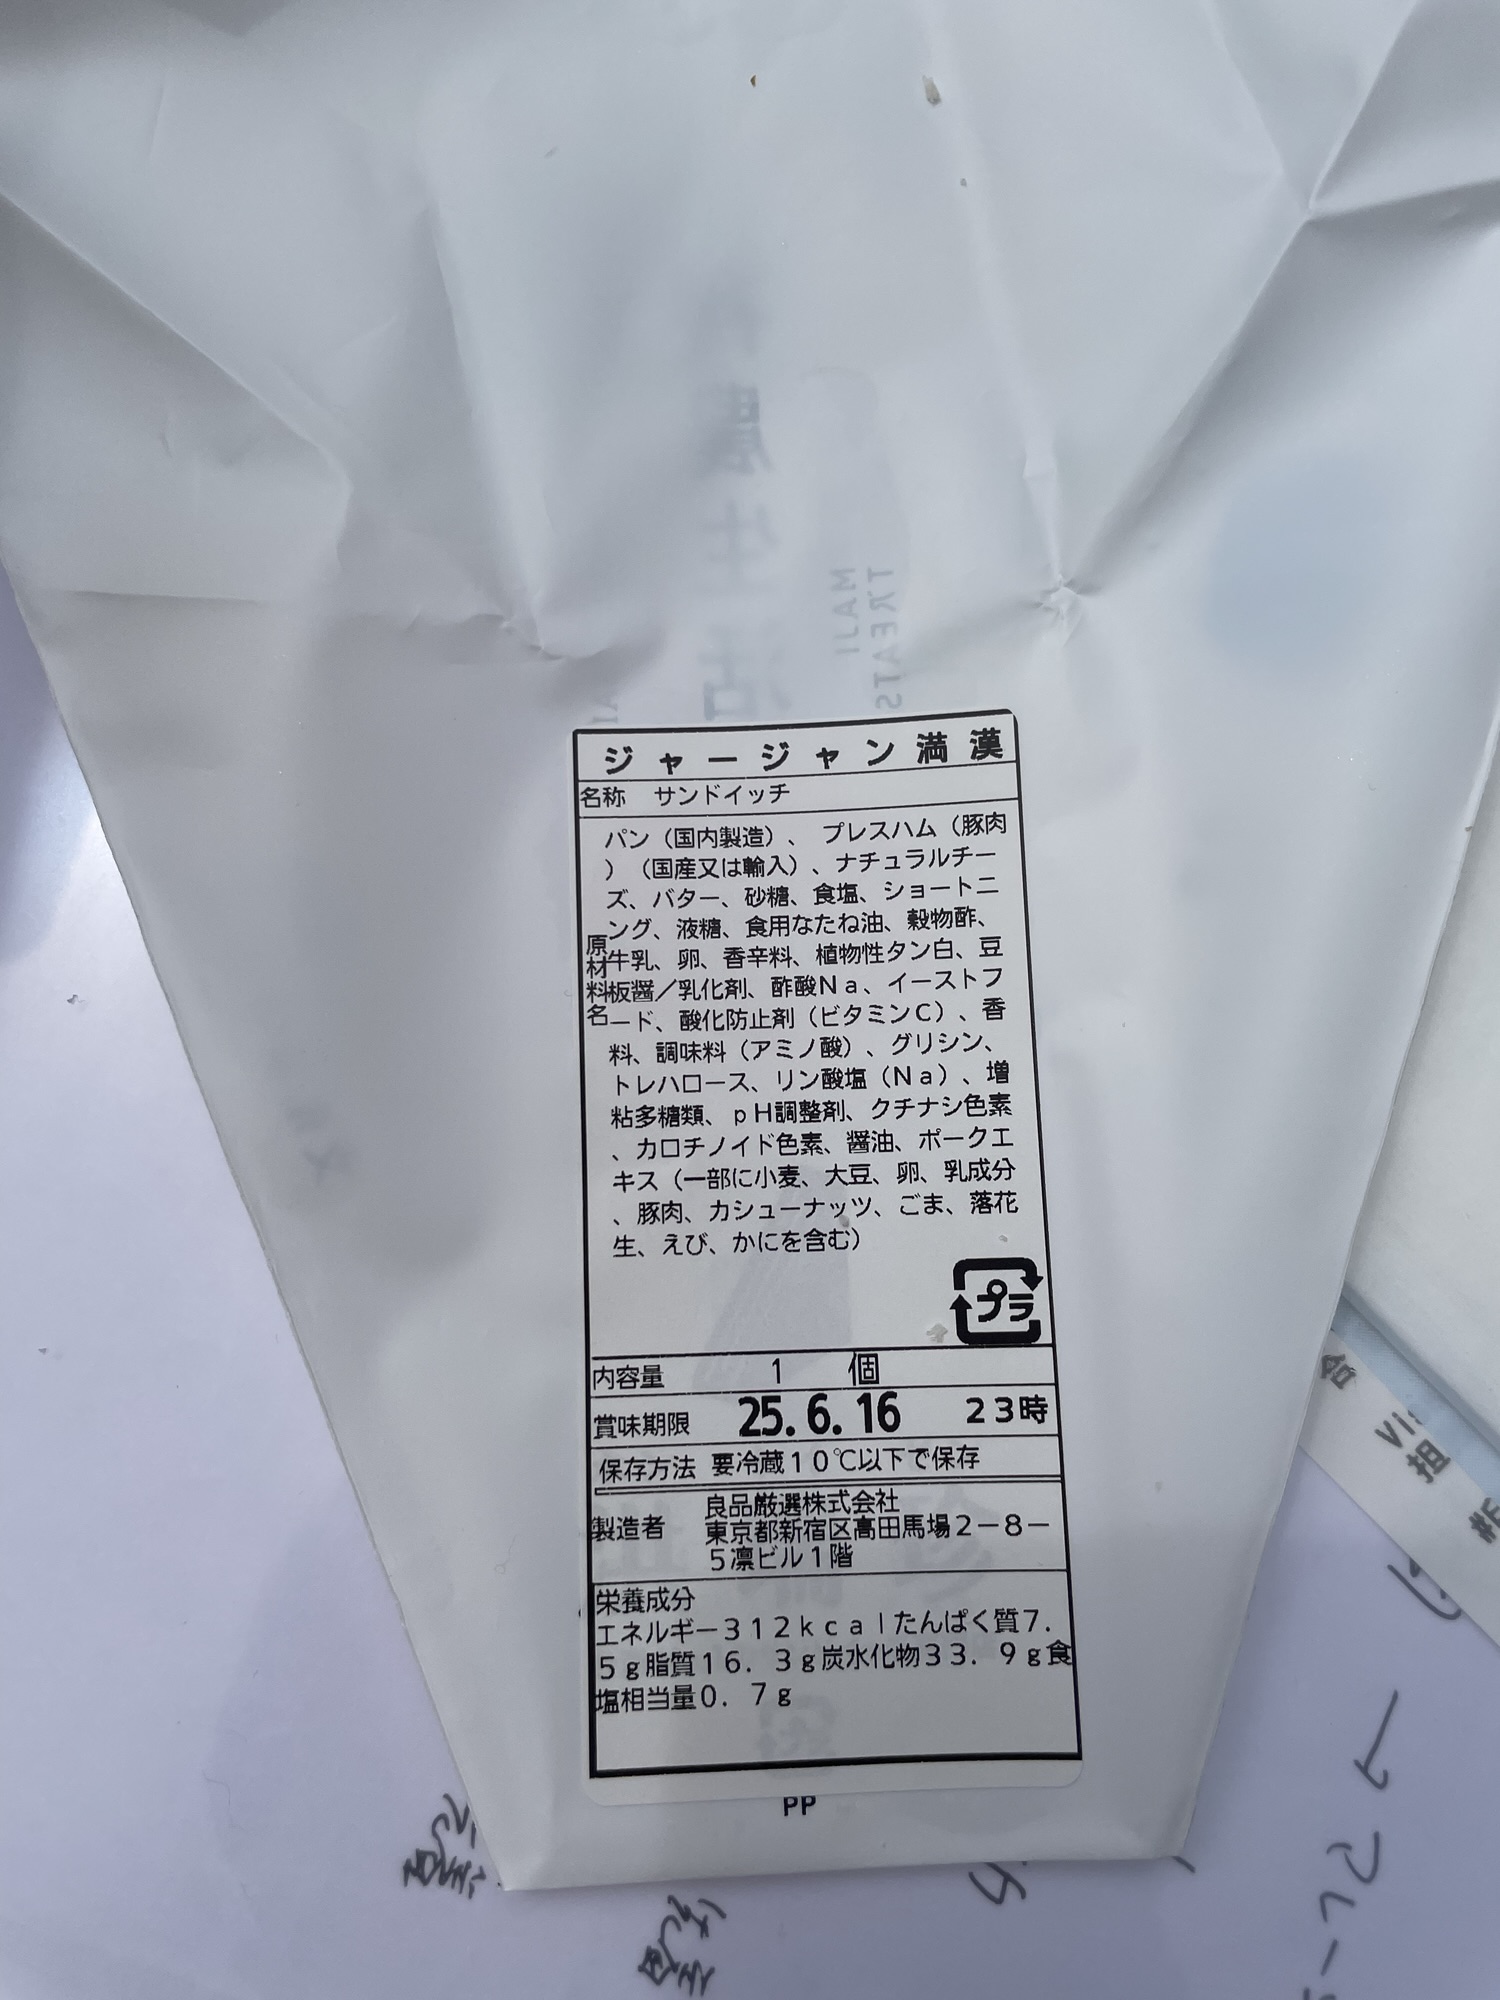 農生活
TREATS
MAJI
ジャージャン満漢
名称 サンドイッチ
原材料名
パン（国内製造）、プレスハム（豚肉
）（国産又は輸入）、ナチュラルチー
ズ、バター、砂糖、食塩、ショートニ
ング、液糖、食用なたね油、穀物酢、
牛乳、卵、香辛料、植物性タン白、豆
板醤／乳化剤、酢酸Ｎａ、イーストフ
ード、酸化防止剤（ビタミンＣ）、香
料、調味料（アミノ酸）、グリシン、
トレハロース、リン酸塩（Ｎａ）、増
粘多糖類、ｐＨ調整剤、クチナシ色素
、カロチノイド色素、醤油、ポークエ
キス（一部に小麦、大豆、卵、乳成分
、豚肉、カシューナッツ、ごま、落花
生、えび、かにを含む）
プラ
内容量 1 個
賞味期限 25.6.16 23時
保存方法 要冷蔵１０℃以下で保存
製造者 良品厳選株式会社
東京都新宿区高田馬場２－８－
５凛ビル１階
栄養成分
エネルギー３１２ｋｃａｌたんぱく質７．
５ｇ脂質１６．３ｇ炭水化物３３．９ｇ食
塩相当量０．７ｇ
PP